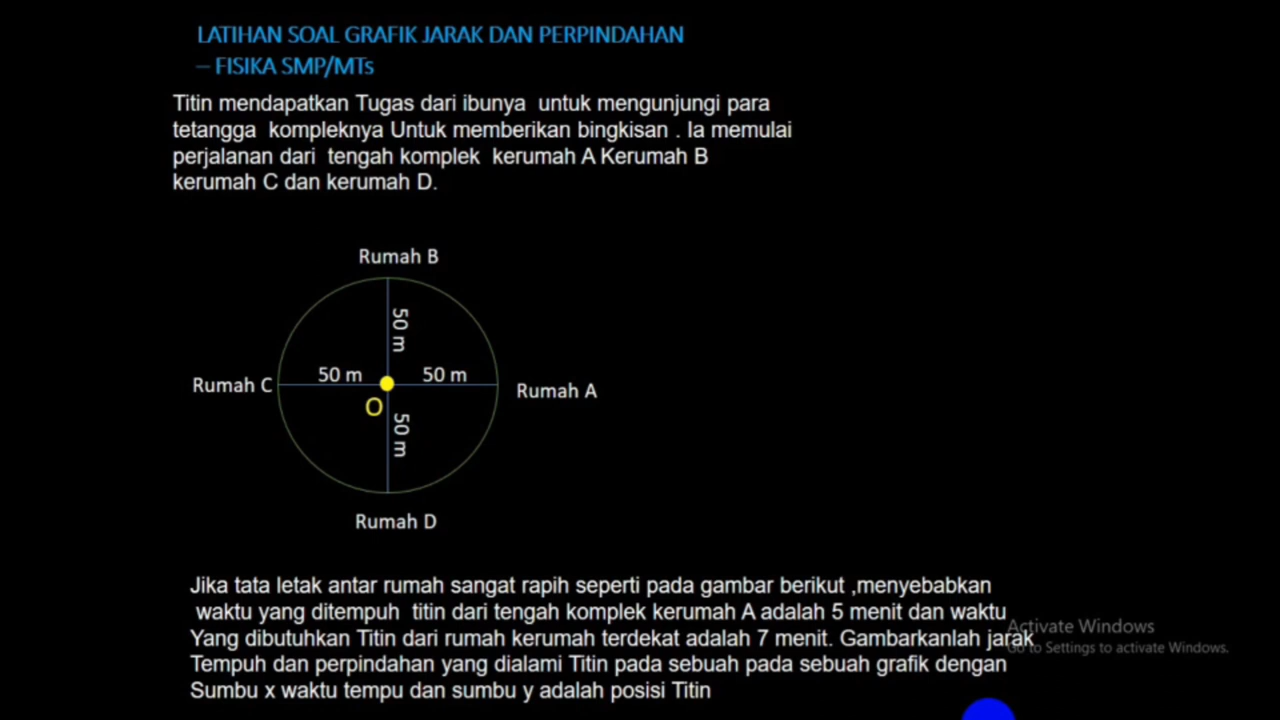 LATIHAN SOAL GRAFIK JARAK DAN PERPINDAHAN
– FISIKA SMP/MTs
Titin mendapatkan Tugas dari ibunya untuk mengunjungi para
tetangga kompleknya Untuk memberikan bingkisan . Ia memulai
perjalanan dari tengah komplek kerumah A Kerumah B
kerumah C dan kerumah D.
Rumah B
50 m
50 m
50 m
Rumah C
Rumah A
O
50 m
Rumah D
Jika tata letak antar rumah sangat rapih seperti pada gambar berikut ,menyebabkan
waktu yang ditempuh titin dari tengah komplek kerumah A adalah 5 menit dan waktu
Yang dibutuhkan Titin dari rumah kerumah terdekat adalah 7 menit. Gambarkanlah jarak
Tempuh dan perpindahan yang dialami Titin pada sebuah pada sebuah grafik dengan
Sumbu x waktu tempu dan sumbu y adalah posisi Titin
Activate Windows
Go to Settings to activate Windows.